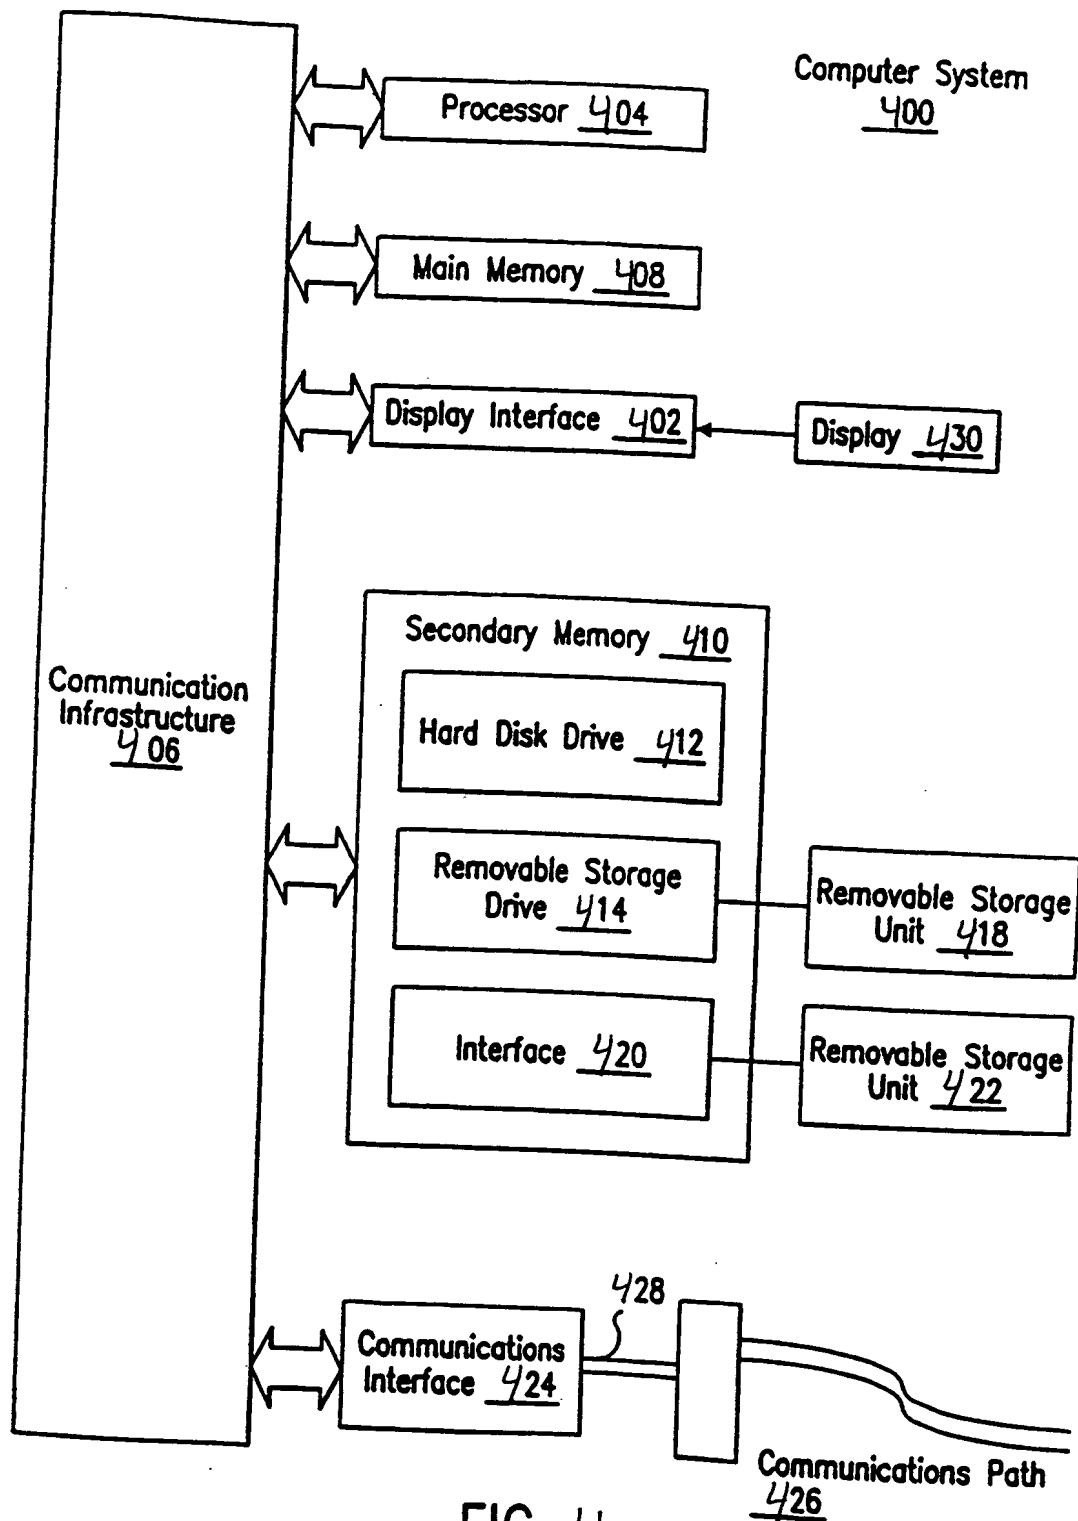 Computer System
400
Processor 404
Main Memory 408
Display Interface 402
Display 430
Communication
Infrastructure
406
Secondary Memory 410
Hard Disk Drive 412
Removable Storage
Drive 414
Removable Storage
Unit 418
Interface 420
Removable Storage
Unit 422
428
Communications
Interface 424
Communications Path
426
FIG. 4